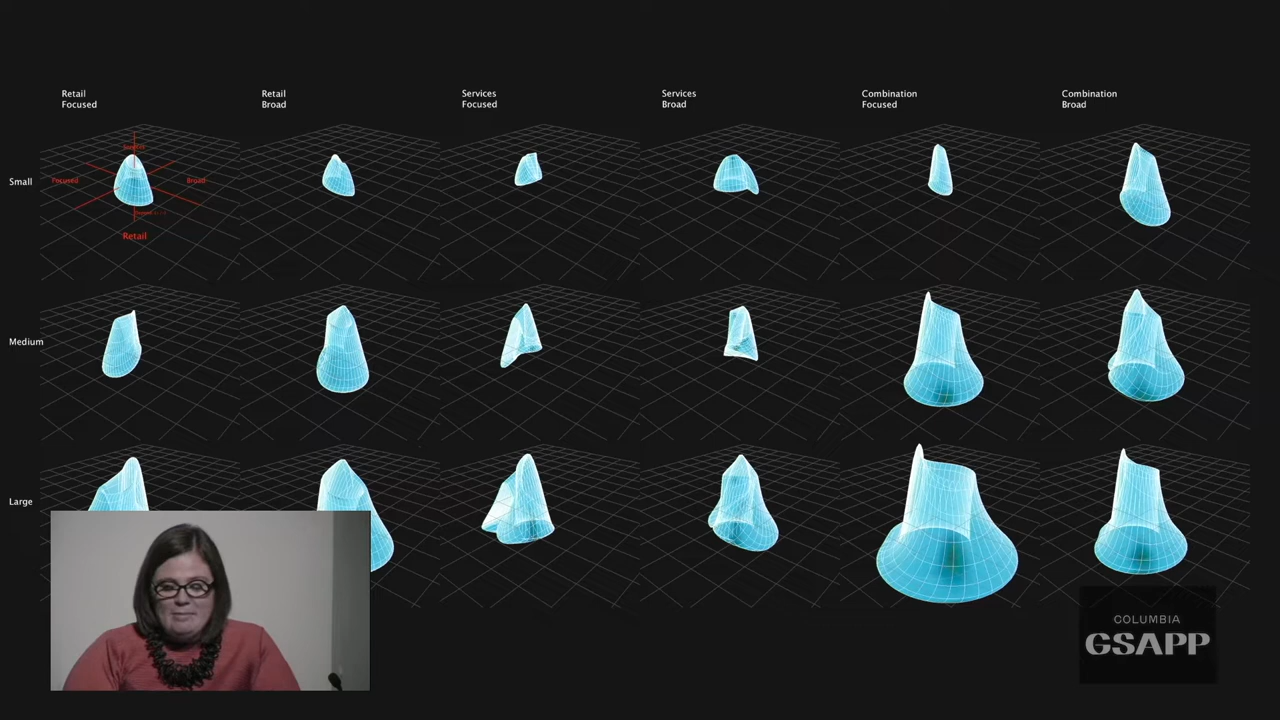 Retail
Focused
Retail
Broad
Services
Focused
Services
Broad
Combination
Focused
Combination
Broad
Small
Focused
Broad
Retail
Medium
Large
COLUMBIA
GSAPP